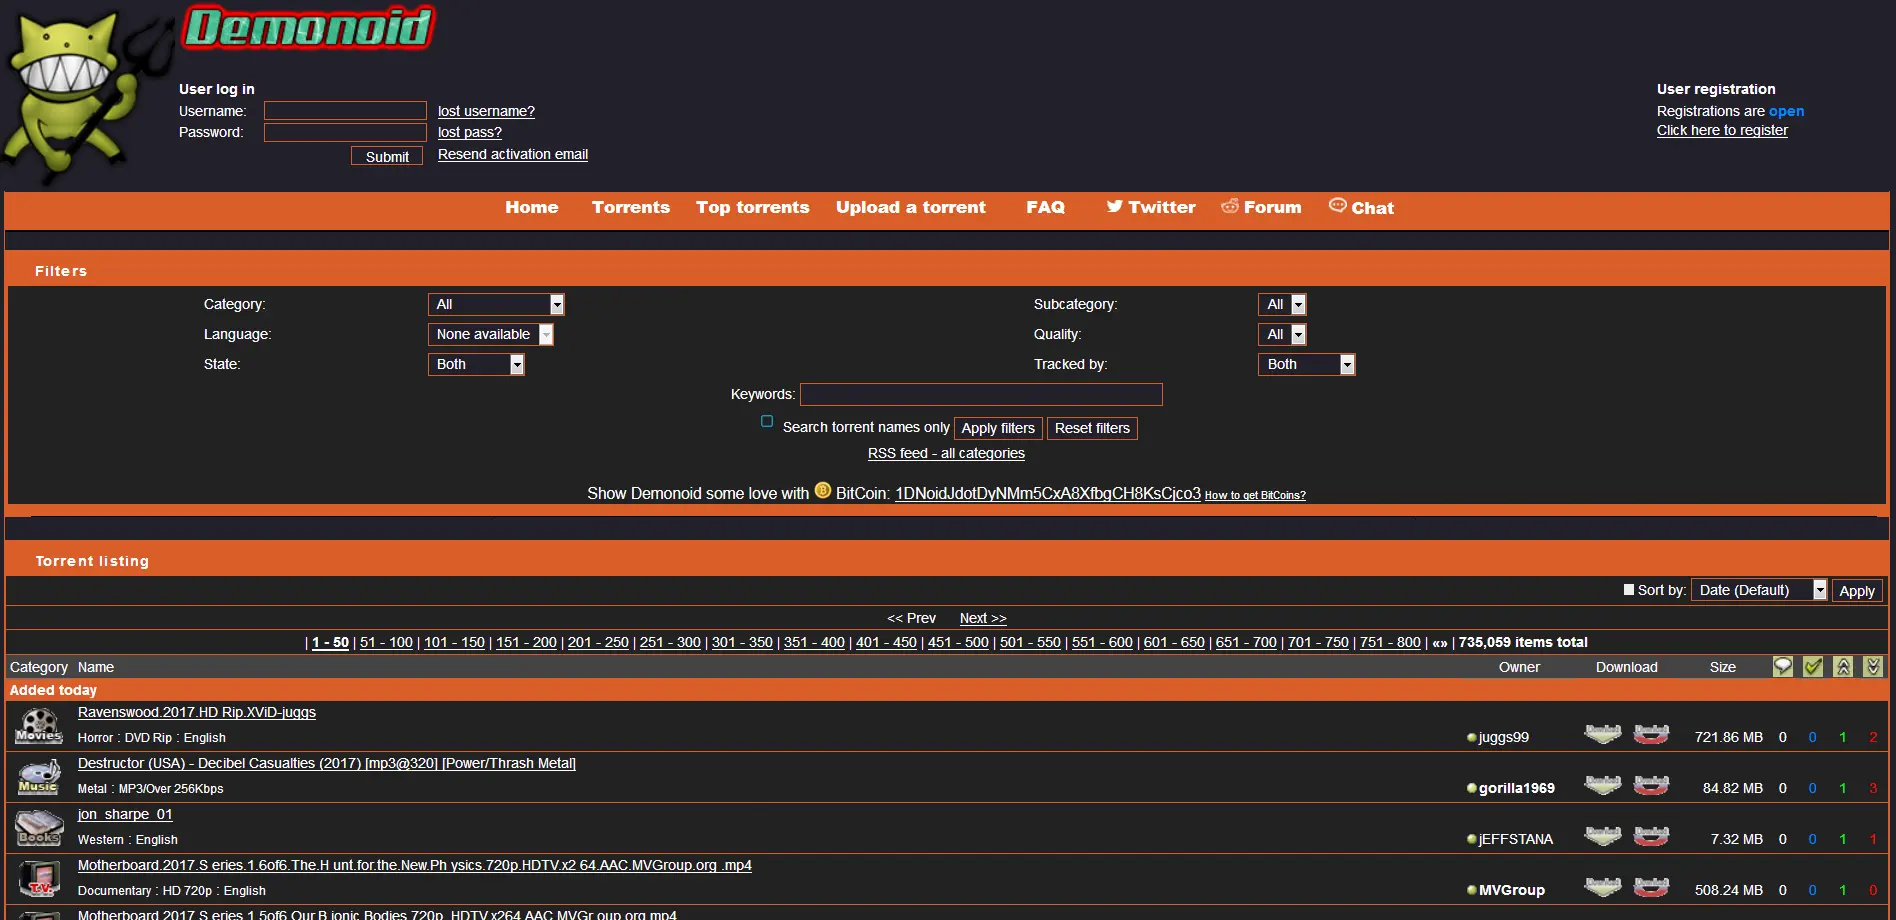 Demonoid
User log in
Username: lost username?
Password: lost pass?
Submit Resend activation email
User registration
Registrations are open
Click here to register
Home Torrents Top torrents Upload a torrent FAQ Twitter Forum Chat
Filters
Category: All Subcategory: All
Language: None available Quality: All
State: Both Tracked by: Both
Keywords:
Search torrent names only Apply filters Reset filters
RSS feed - all categories
Show Demonoid some love with BitCoin: 1DNoidJdotDyNMm5CxA8XfbgCH8KsCjco3 How to get BitCoins?
Torrent listing
Sort by: Date (Default) Apply
<< Prev Next >>
| 1 - 50 | 51 - 100 | 101 - 150 | 151 - 200 | 201 - 250 | 251 - 300 | 301 - 350 | 351 - 400 | 401 - 450 | 451 - 500 | 501 - 550 | 551 - 600 | 601 - 650 | 651 - 700 | 701 - 750 | 751 - 800 | «» | 735,059 items total
Category Name Owner Download Size
Added today
Ravenswood.2017.HD Rip.XViD-juggs
Movies Horror : DVD Rip : English juggs99 721.86 MB 0 0 1 2
Destructor (USA) - Decibel Casualties (2017) [mp3@320] [Power/Thrash Metal]
Music Metal : MP3/Over 256Kbps gorilla1969 84.82 MB 0 0 1 3
jon_sharpe_01
Books Western : English jEFFSTANA 7.32 MB 0 0 1 1
Motherboard.2017.S eries.1.6of6.The.H unt.for.the.New.Ph ysics.720p.HDTV.x2 64.AAC.MVGroup.org .mp4
T.V. Documentary : HD 720p : English MVGroup 508.24 MB 0 0 1 0
Motherboard.2017.S eries.1.5of6.Our.B ionic.Bodies.720p. HDTV.x264.AAC.MVGr oup.org.mp4